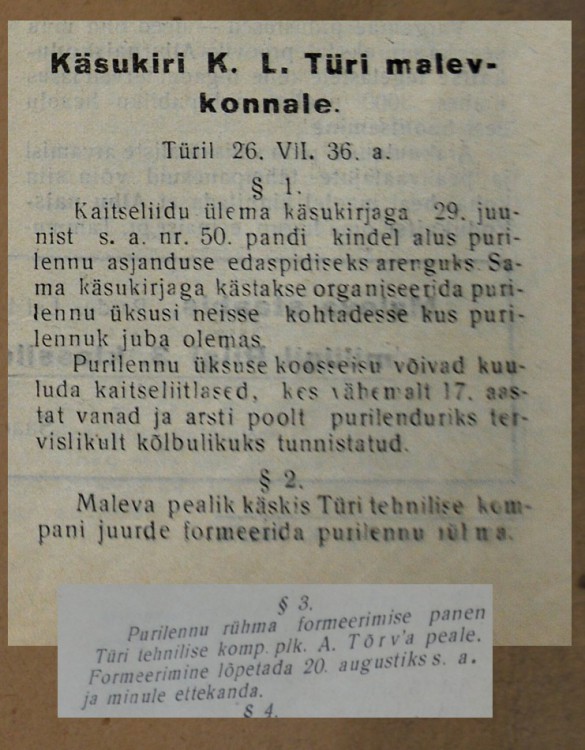 Käsukiri K. L. Türi malev-
konnale.
Türil 26. VII. 36. a.
§ 1.
Kaitseliidu ülema käsukirjaga 29. juu-
nist s. a. nr. 50. pandi kindel alus puri-
lennu asjanduse edaspidiseks arenguks. Sa-
ma käsukirjaga kästakse organiseerida puri-
lennu üksusi neisse kohtadesse kus puri-
lennuk juba olemas.
Purilennu üksuse koosseisu võivad kuu-
luda kaitseliitlased, kes vähemalt 17. aas-
tat vanad ja arsti poolt purilenduriks ter-
vislikult kõlbulikuks tunnistatud.
§ 2.
Maleva pealik käskis Türi tehnilise kom-
pani juurde formeerida purilennu rühma.
§ 3.
Purilennu rühma formeerimise panen
Türi tehnilise komp. plk. A. Tõrv'a peale.
Formeerimine lõpetada 20. augustiks s. a.
ja minule ettekanda.
§ 4.